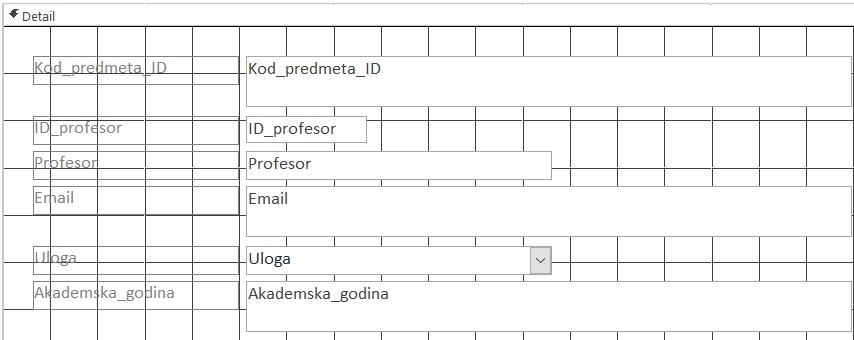 Detail
Kod_predmeta_ID Kod_predmeta_ID
ID_profesor ID_profesor
Profesor Profesor
Email Email
Uloga Uloga
Akademska_godina Akademska_godina